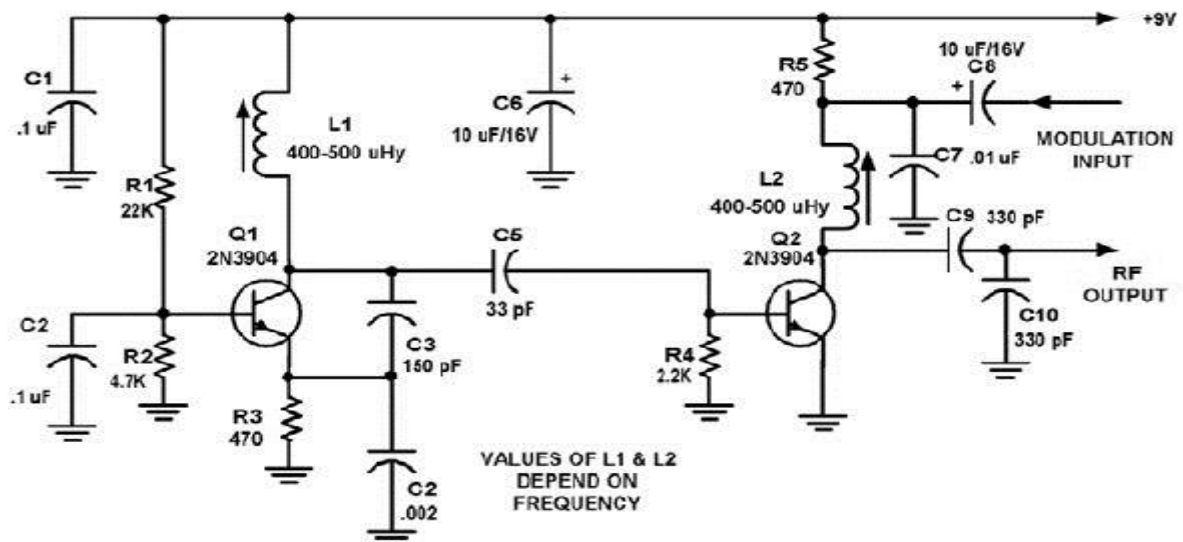 +9V
C1
.1 uF
R1
22K
L1
400-500 uHy
C6
+
10 uF/16V
R5
470
10 uF/16V
C8
+
MODULATION
INPUT
C7 .01 uF
L2
400-500 uHy
Q1
2N3904
C5
33 pF
Q2
2N3904
C9 330 pF
RF
OUTPUT
C10
330 pF
C2
.1 uF
R2
4.7K
C3
150 pF
R4
2.2K
R3
470
C2
.002
VALUES OF L1 & L2
DEPEND ON
FREQUENCY